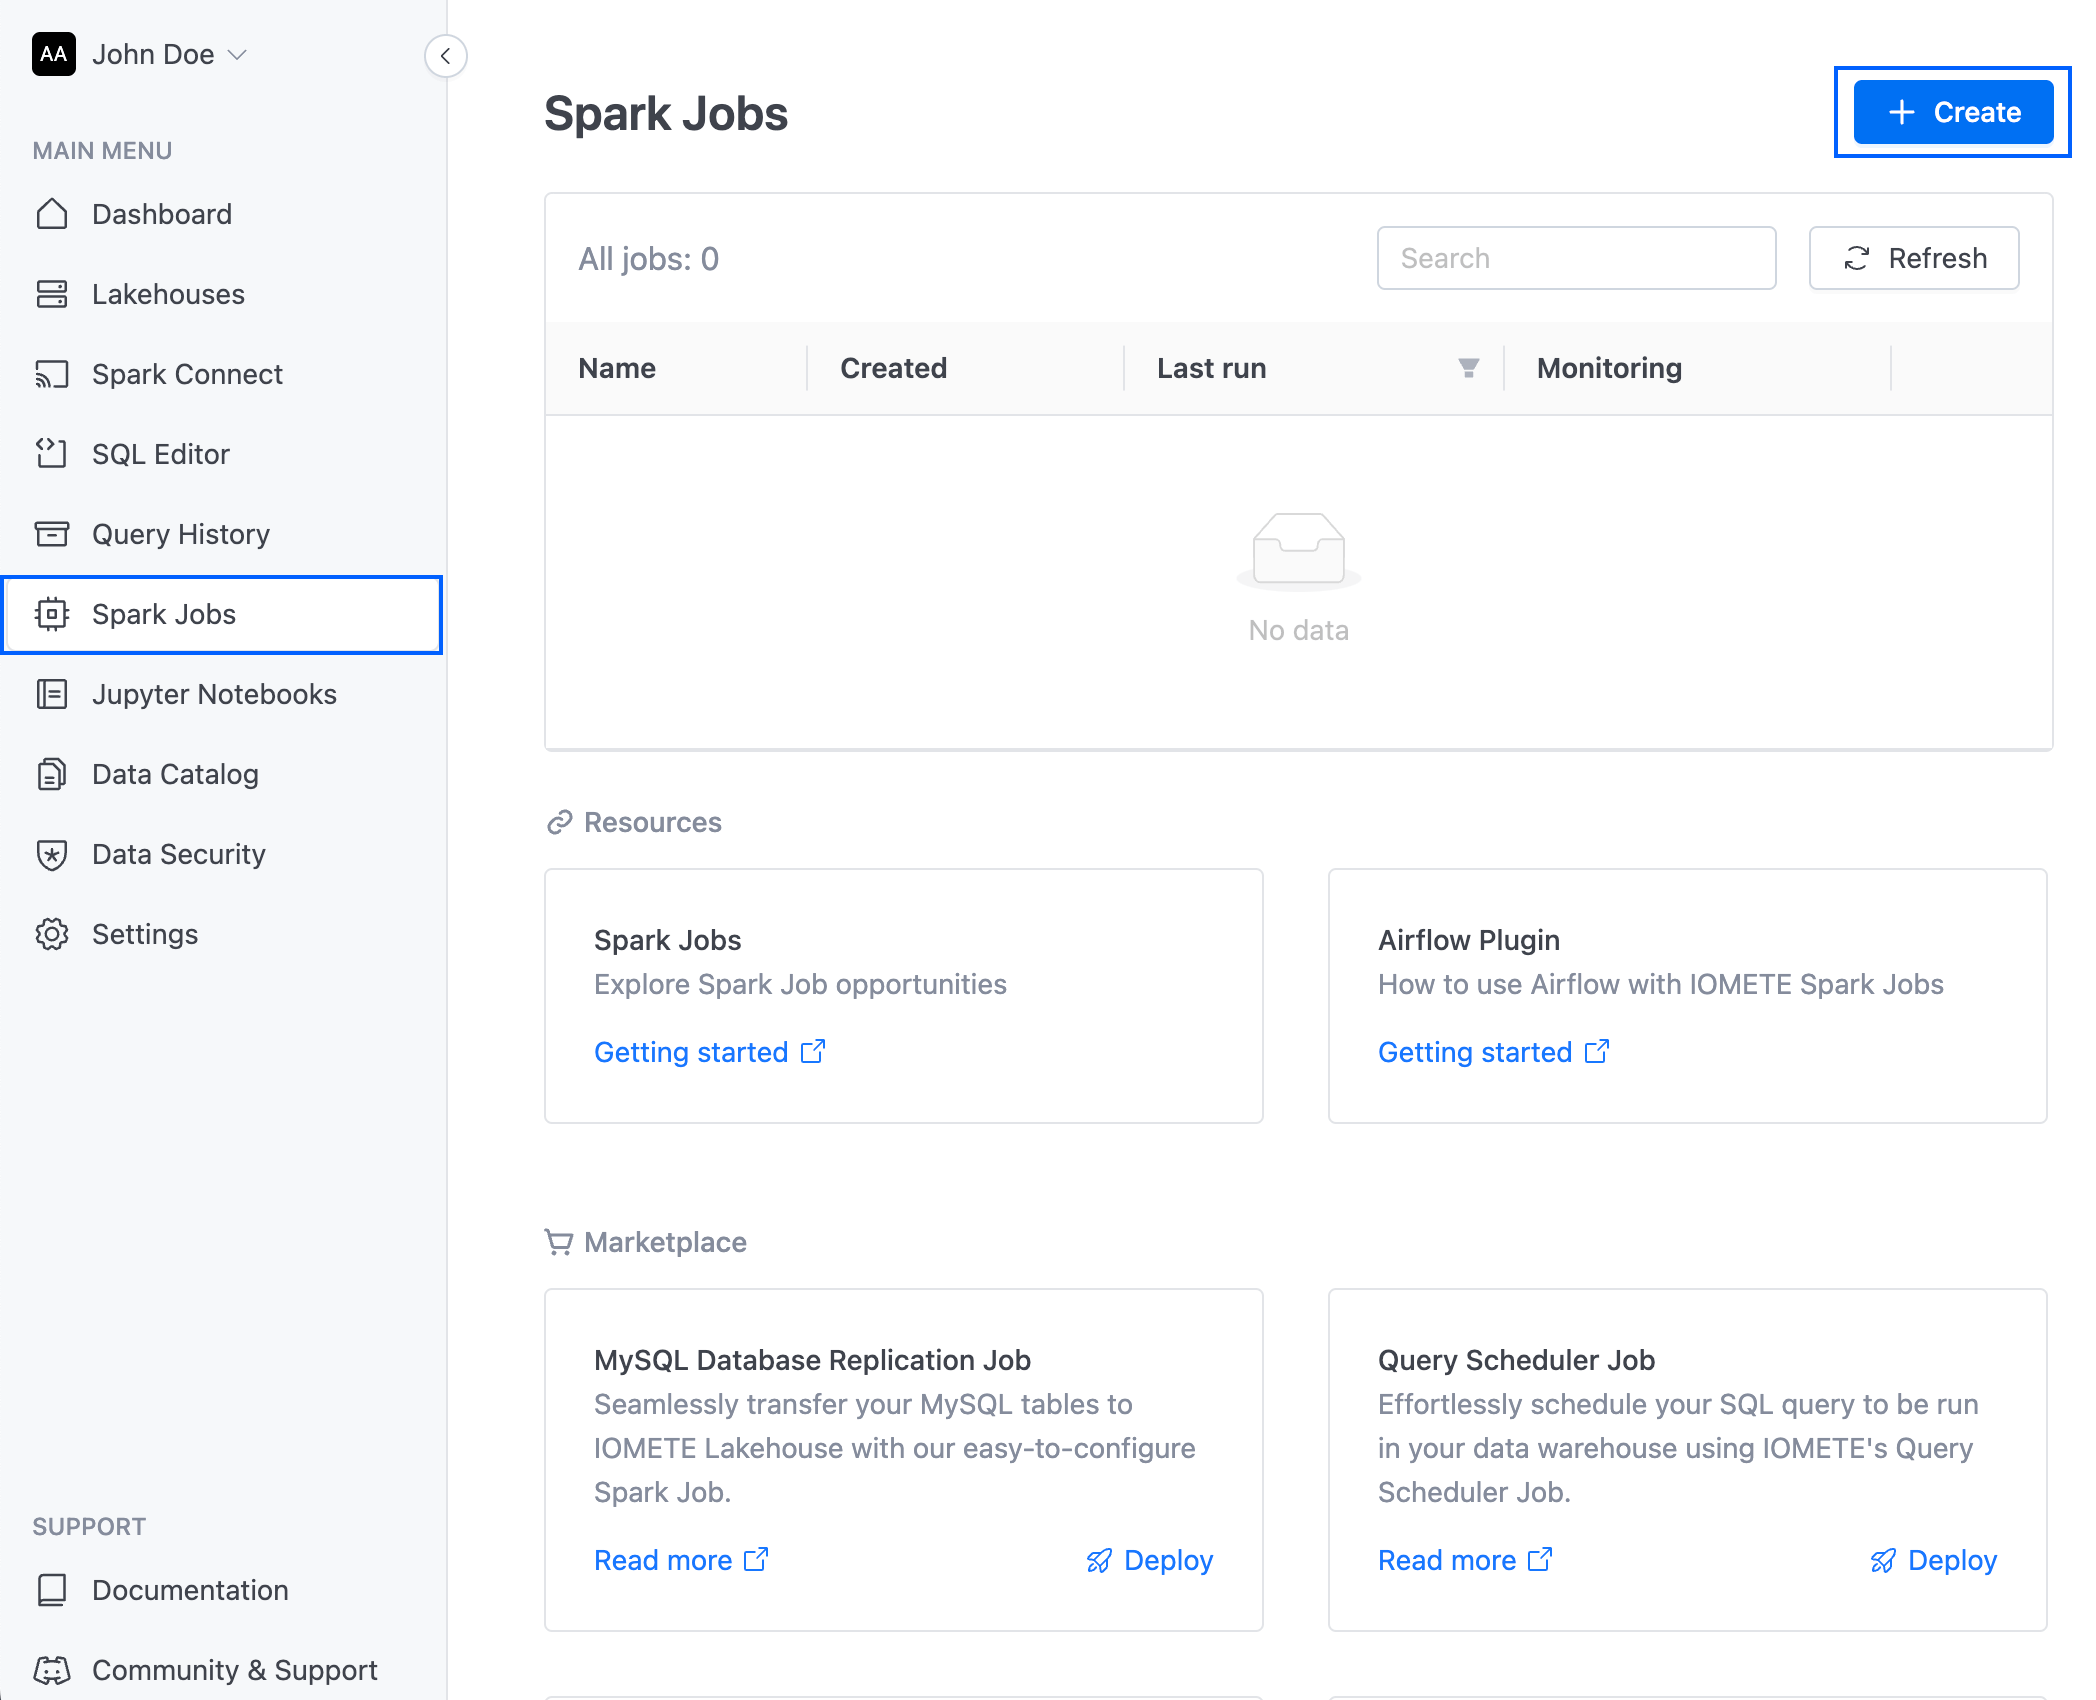 AA John Doe
MAIN MENU
Dashboard
Lakehouses
Spark Connect
SQL Editor
Query History
Spark Jobs
Jupyter Notebooks
Data Catalog
Data Security
Settings
SUPPORT
Documentation
Community & Support
Spark Jobs
Create
All jobs: 0
Search
Refresh
Name Created Last run Monitoring
No data
Resources
Spark Jobs
Explore Spark Job opportunities
Getting started
Airflow Plugin
How to use Airflow with IOMETE Spark Jobs
Getting started
Marketplace
MySQL Database Replication Job
Seamlessly transfer your MySQL tables to
IOMETE Lakehouse with our easy-to-configure
Spark Job.
Read more Deploy
Query Scheduler Job
Effortlessly schedule your SQL query to be run
in your data warehouse using IOMETE's Query
Scheduler Job.
Read more Deploy